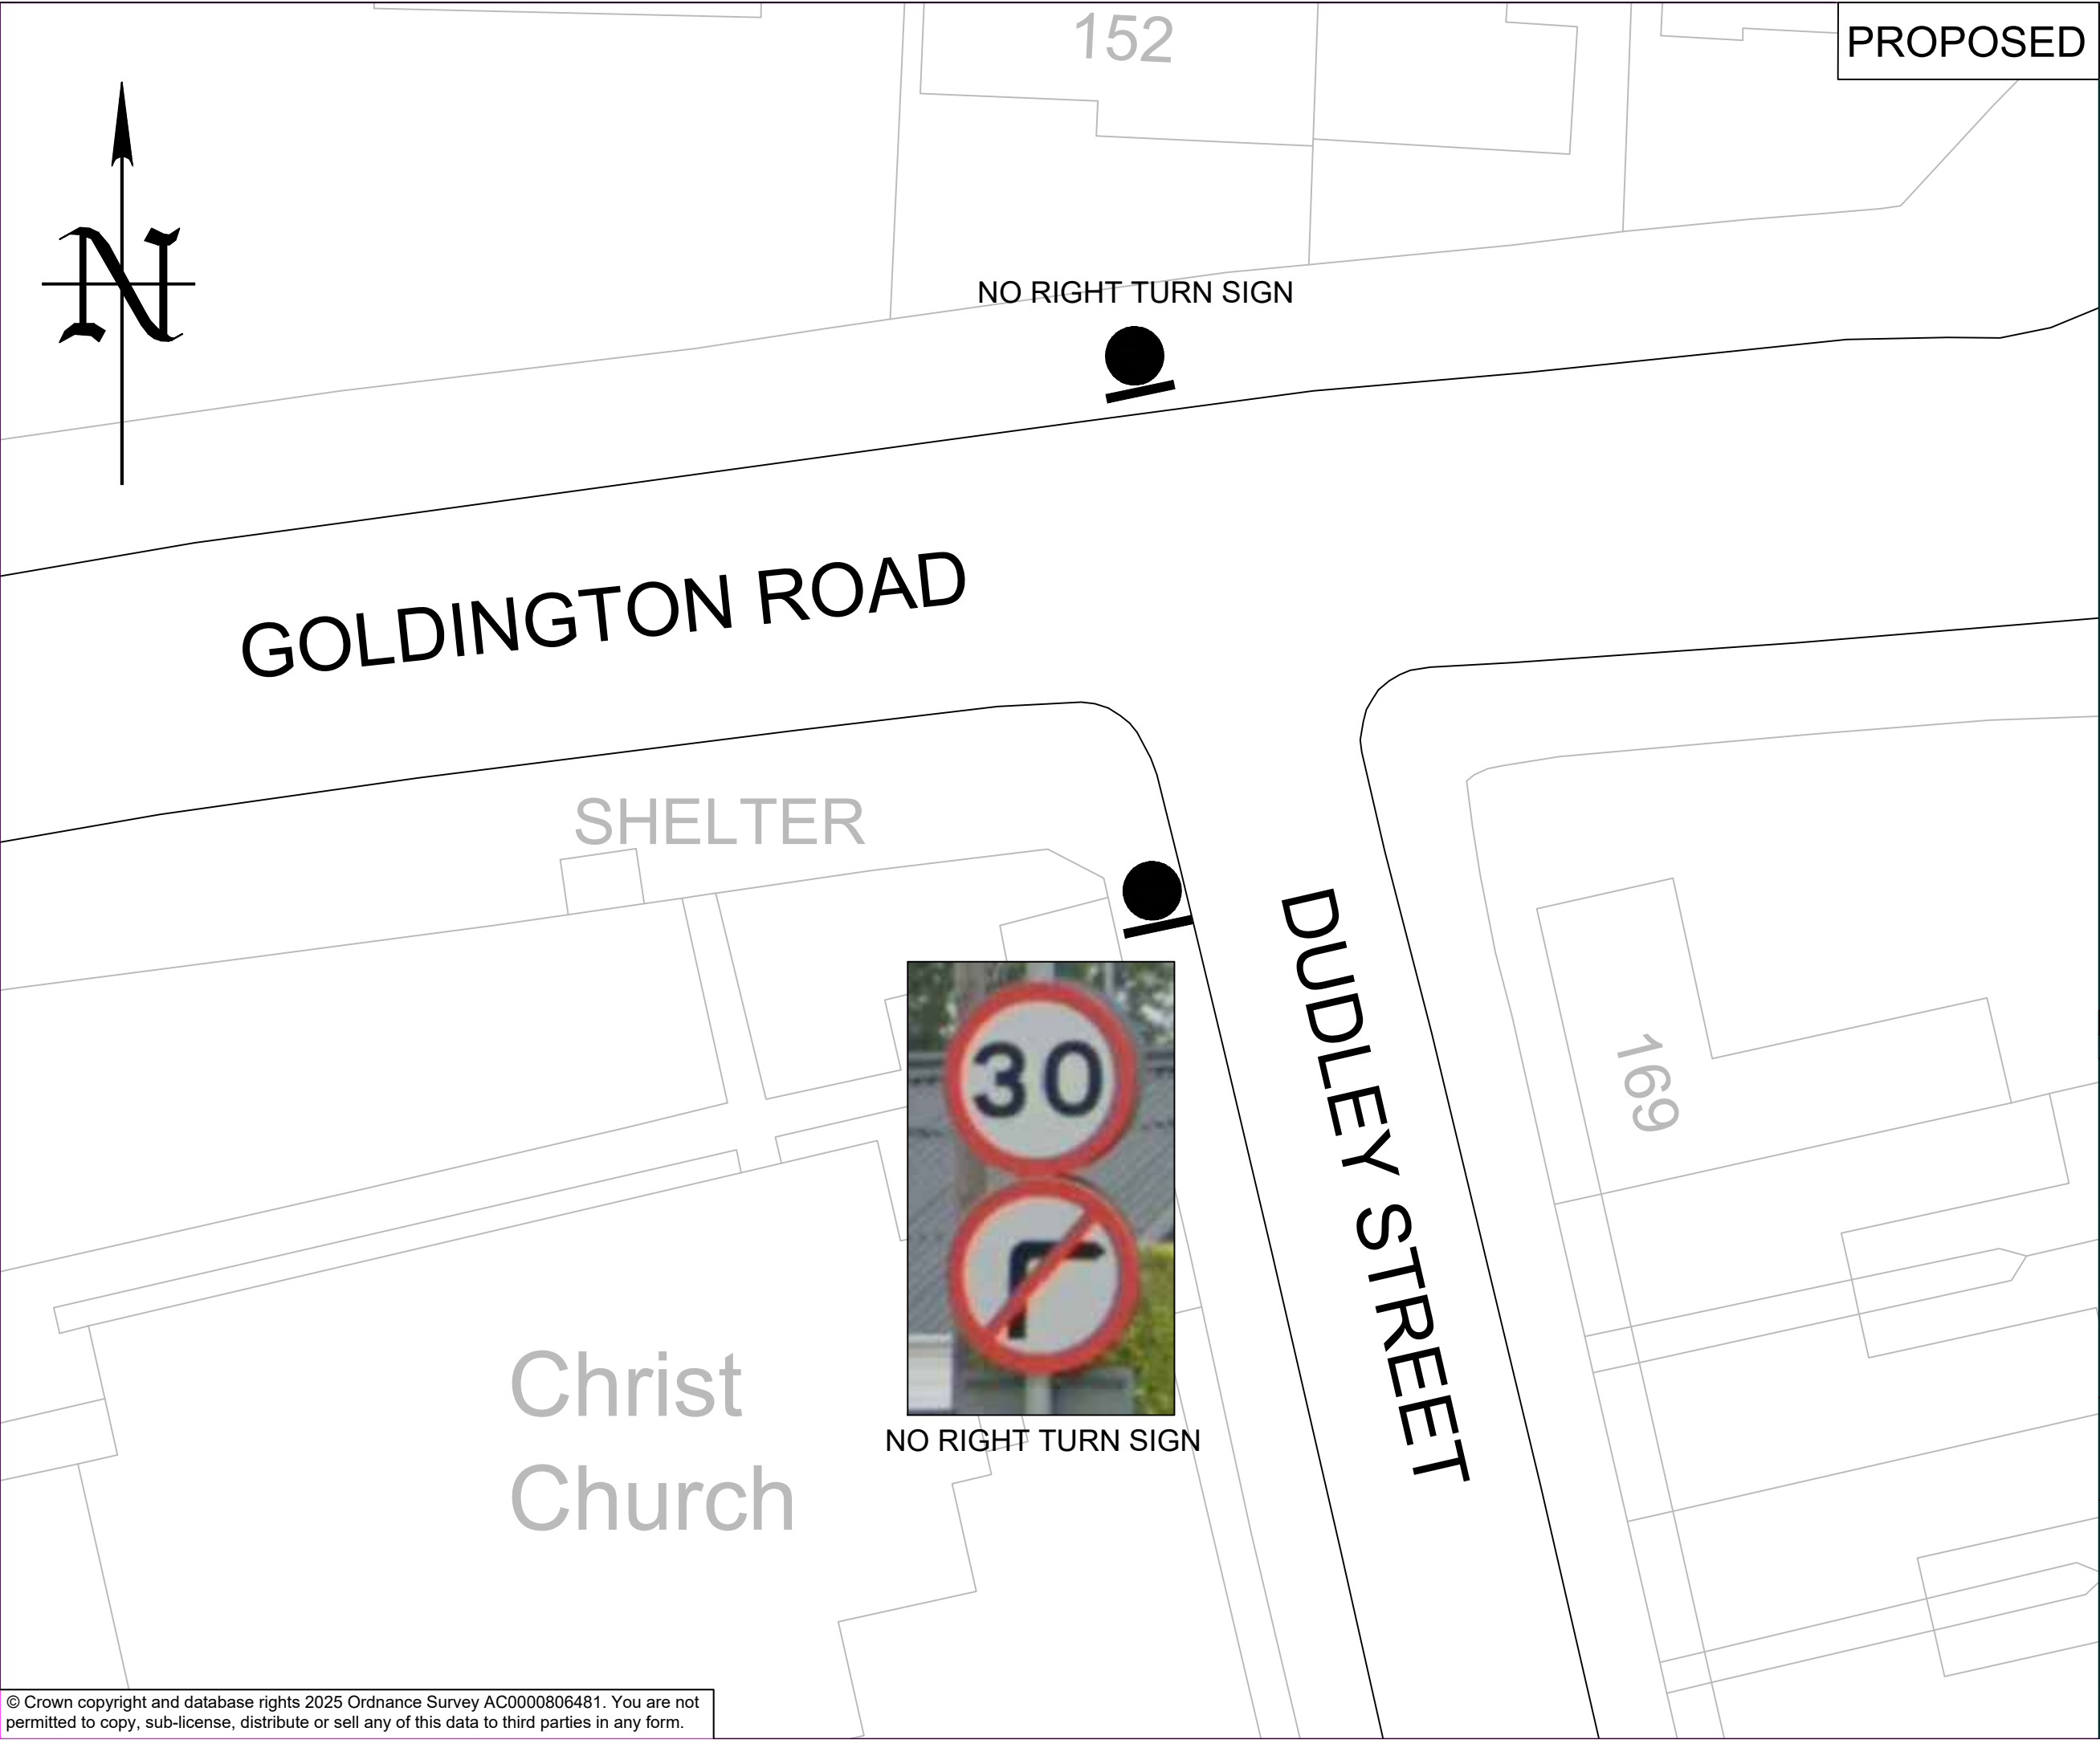 152
PROPOSED
N
NO RIGHT TURN SIGN
GOLDINGTON ROAD
SHELTER
DUDLEY STREET
169
30
Christ
Church
NO RIGHT TURN SIGN
© Crown copyright and database rights 2025 Ordnance Survey AC0000806481. You are not
permitted to copy, sub-license, distribute or sell any of this data to third parties in any form.